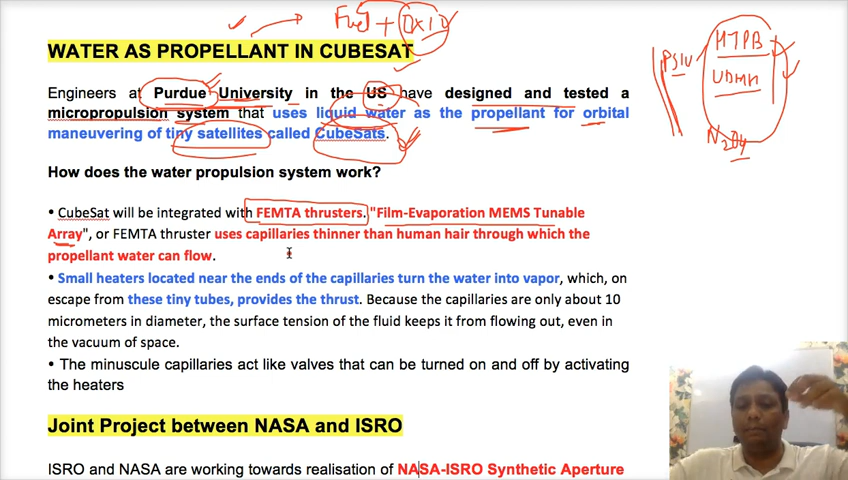 Fuel + OXID
WATER AS PROPELLANT IN CUBESAT
PSLV
HTPB
UDMH
N2O4
Engineers at Purdue University in the US have designed and tested a
micropropulsion system that uses liquid water as the propellant for orbital
maneuvering of tiny satellites called CubeSats.
How does the water propulsion system work?
• CubeSat will be integrated with FEMTA thrusters. "Film-Evaporation MEMS Tunable
Array", or FEMTA thruster uses capillaries thinner than human hair through which the
propellant water can flow.
• Small heaters located near the ends of the capillaries turn the water into vapor, which, on
escape from these tiny tubes, provides the thrust. Because the capillaries are only about 10
micrometers in diameter, the surface tension of the fluid keeps it from flowing out, even in
the vacuum of space.
• The minuscule capillaries act like valves that can be turned on and off by activating
the heaters
Joint Project between NASA and ISRO
ISRO and NASA are working towards realisation of NASA-ISRO Synthetic Aperture